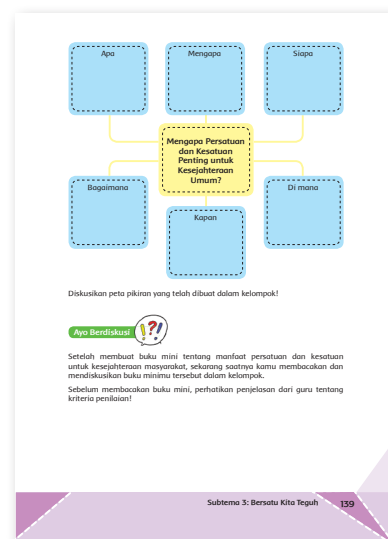 Apa
Mengapa
Siapa
Mengapa Persatuan
dan Kesatuan
Penting untuk
Kesejahteraan
Umum?
Bagaimana
Di mana
Kapan
Diskusikan peta pikiran yang telah dibuat dalam kelompok!
Ayo Berdiskusi
Setelah membuat buku mini tentang manfaat persatuan dan kesatuan
untuk kesejahteraan masyarakat, sekarang saatnya kamu membacakan dan
mendiskusikan buku minimu tersebut dalam kelompok.
Sebelum membacakan buku mini, perhatikan penjelasan dari guru tentang
kriteria penilaian!
Subtema 3: Bersatu Kita Teguh 139